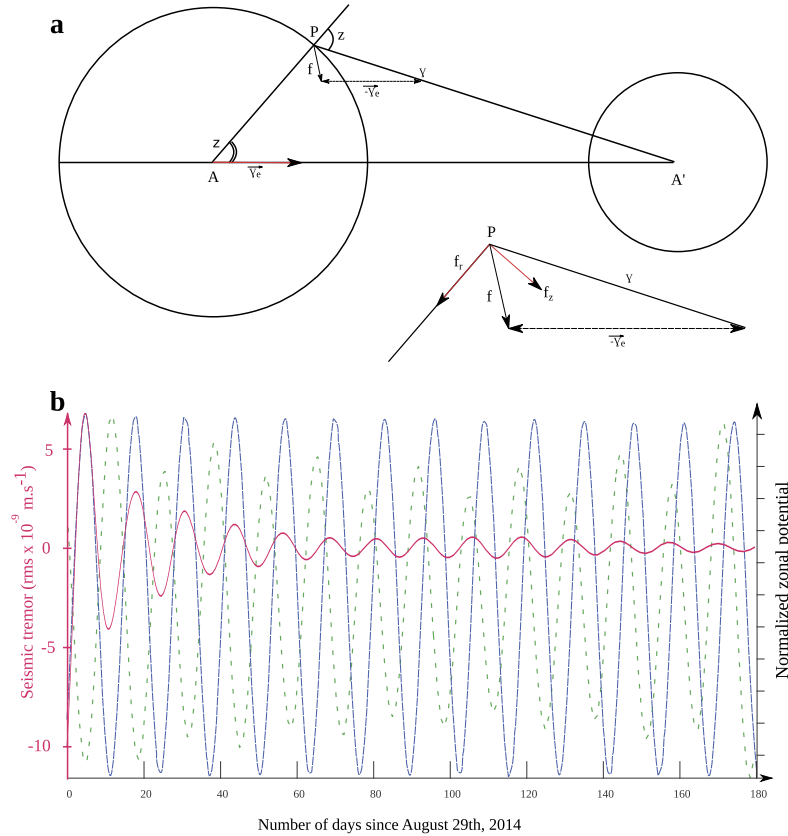 a
P
z
f
γ
-γe
z
A
γe
A'
P
fr
fz
f
γ
-γe
b
Seismic tremor (rms x 10-9 m.s-1)
5
0
-5
-10
Normalized zonal potential
0 20 40 60 80 100 120 140 160 180
Number of days since August 29th, 2014